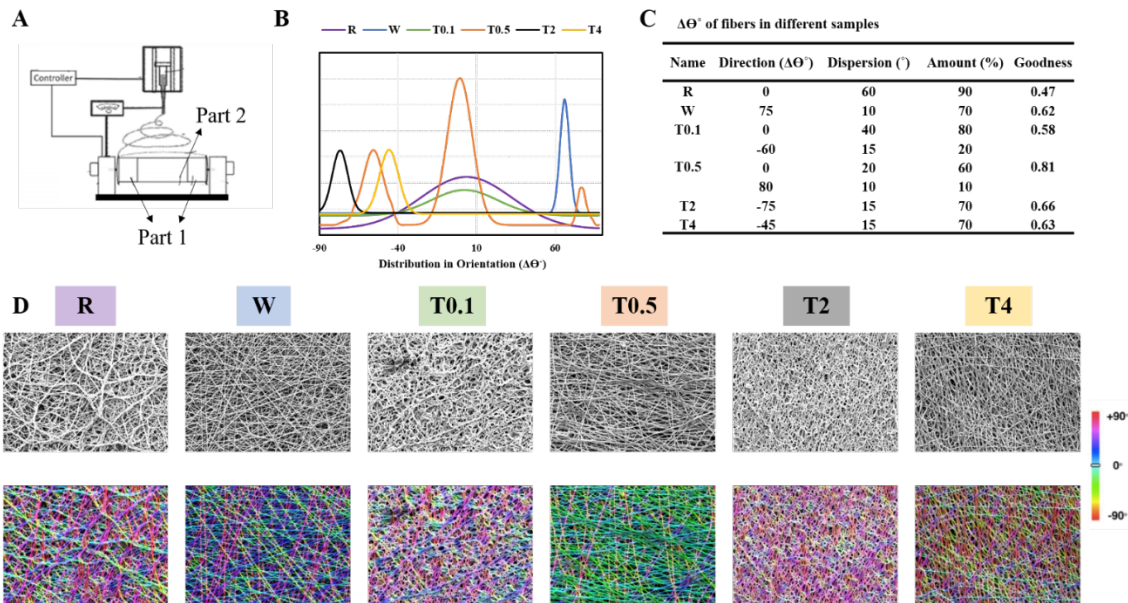 A
Controller
Part 2
Part 1
B
R W T0.1 T0.5 T2 T4
-90 -40 10 60
Distribution in Orientation (ΔӨ°)
C
ΔӨ° of fibers in different samples
Name Direction (ΔӨ°) Dispersion (°) Amount (%) Goodness
R 0 60 90 0.47
W 75 10 70 0.62
T0.1 0 40 80 0.58
-60 15 20
T0.5 0 20 60 0.81
80 10 10
T2 -75 15 70 0.66
T4 -45 15 70 0.63
D
R W T0.1 T0.5 T2 T4
+90°
0°
-90°